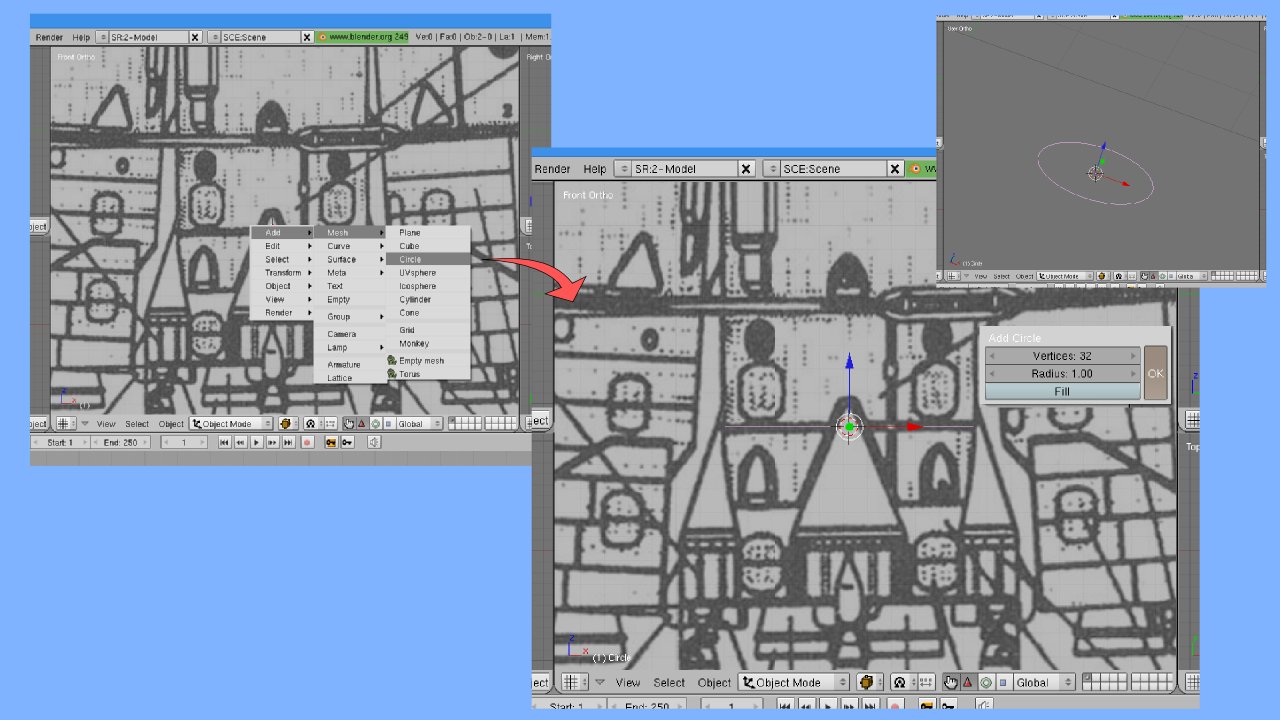 Render Help SR:2-Model X SCE:Scene X www.blender.org 249 Ve:0 | Fa:0 | Ob:2-0 | La:1 | Mem:1.
Front Ortho
Right O
2
Add Mesh Plane
Edit Curve Cube
Select Surface Circle
Transform Meta UVsphere
Object Text Icosphere
View Empty Cylinder
Render Group Cone
Camera Grid
Lamp Monkey
Armature Empty mesh
Lattice Torus
z
x
(1)
bject
View Select Object Object Mode Global
Start: 1 End: 250 1
User Ortho
(1) Circle
View Select Object Object Mode Global
Render Help SR:2-Model X SCE:Scene X
Front Ortho
Add Circle
Vertices: 32
Radius: 1.00
Fill
OK
Top
z
x
(1) Circle
ect View Select Object Object Mode Global
Start: 1 End: 250 1